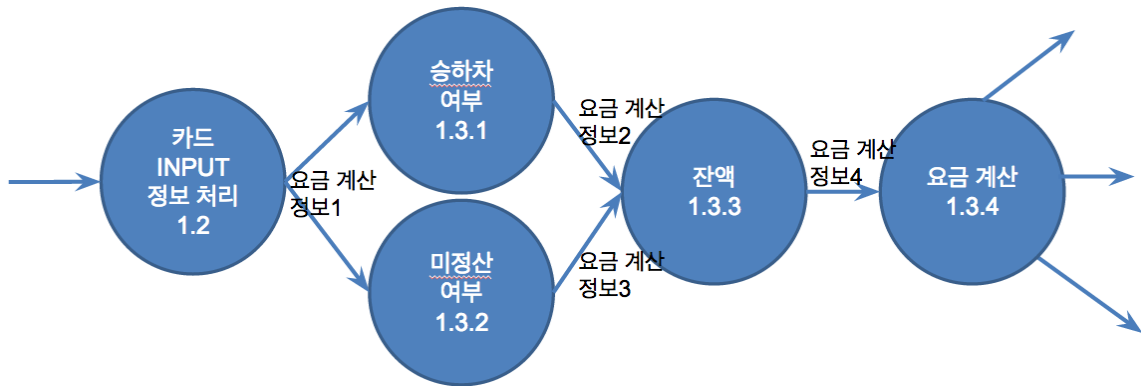 카드
INPUT
정보 처리
1.2
요금 계산
정보1
승하차
여부
1.3.1
미정산
여부
1.3.2
요금 계산
정보2
요금 계산
정보3
잔액
1.3.3
요금 계산
정보4
요금 계산
1.3.4